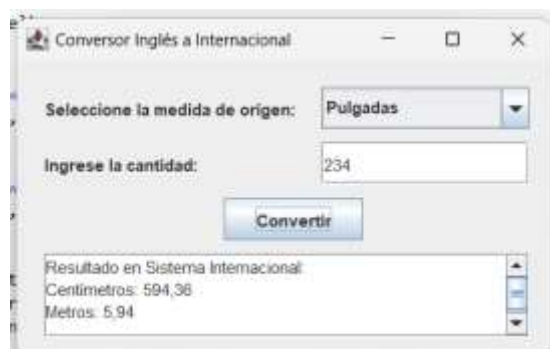 Conversor Inglés a Internacional
Seleccione la medida de origen:
Pulgadas
Ingrese la cantidad:
234
Convertir
Resultado en Sistema Internacional:
Centímetros: 594,36
Metros: 5,94